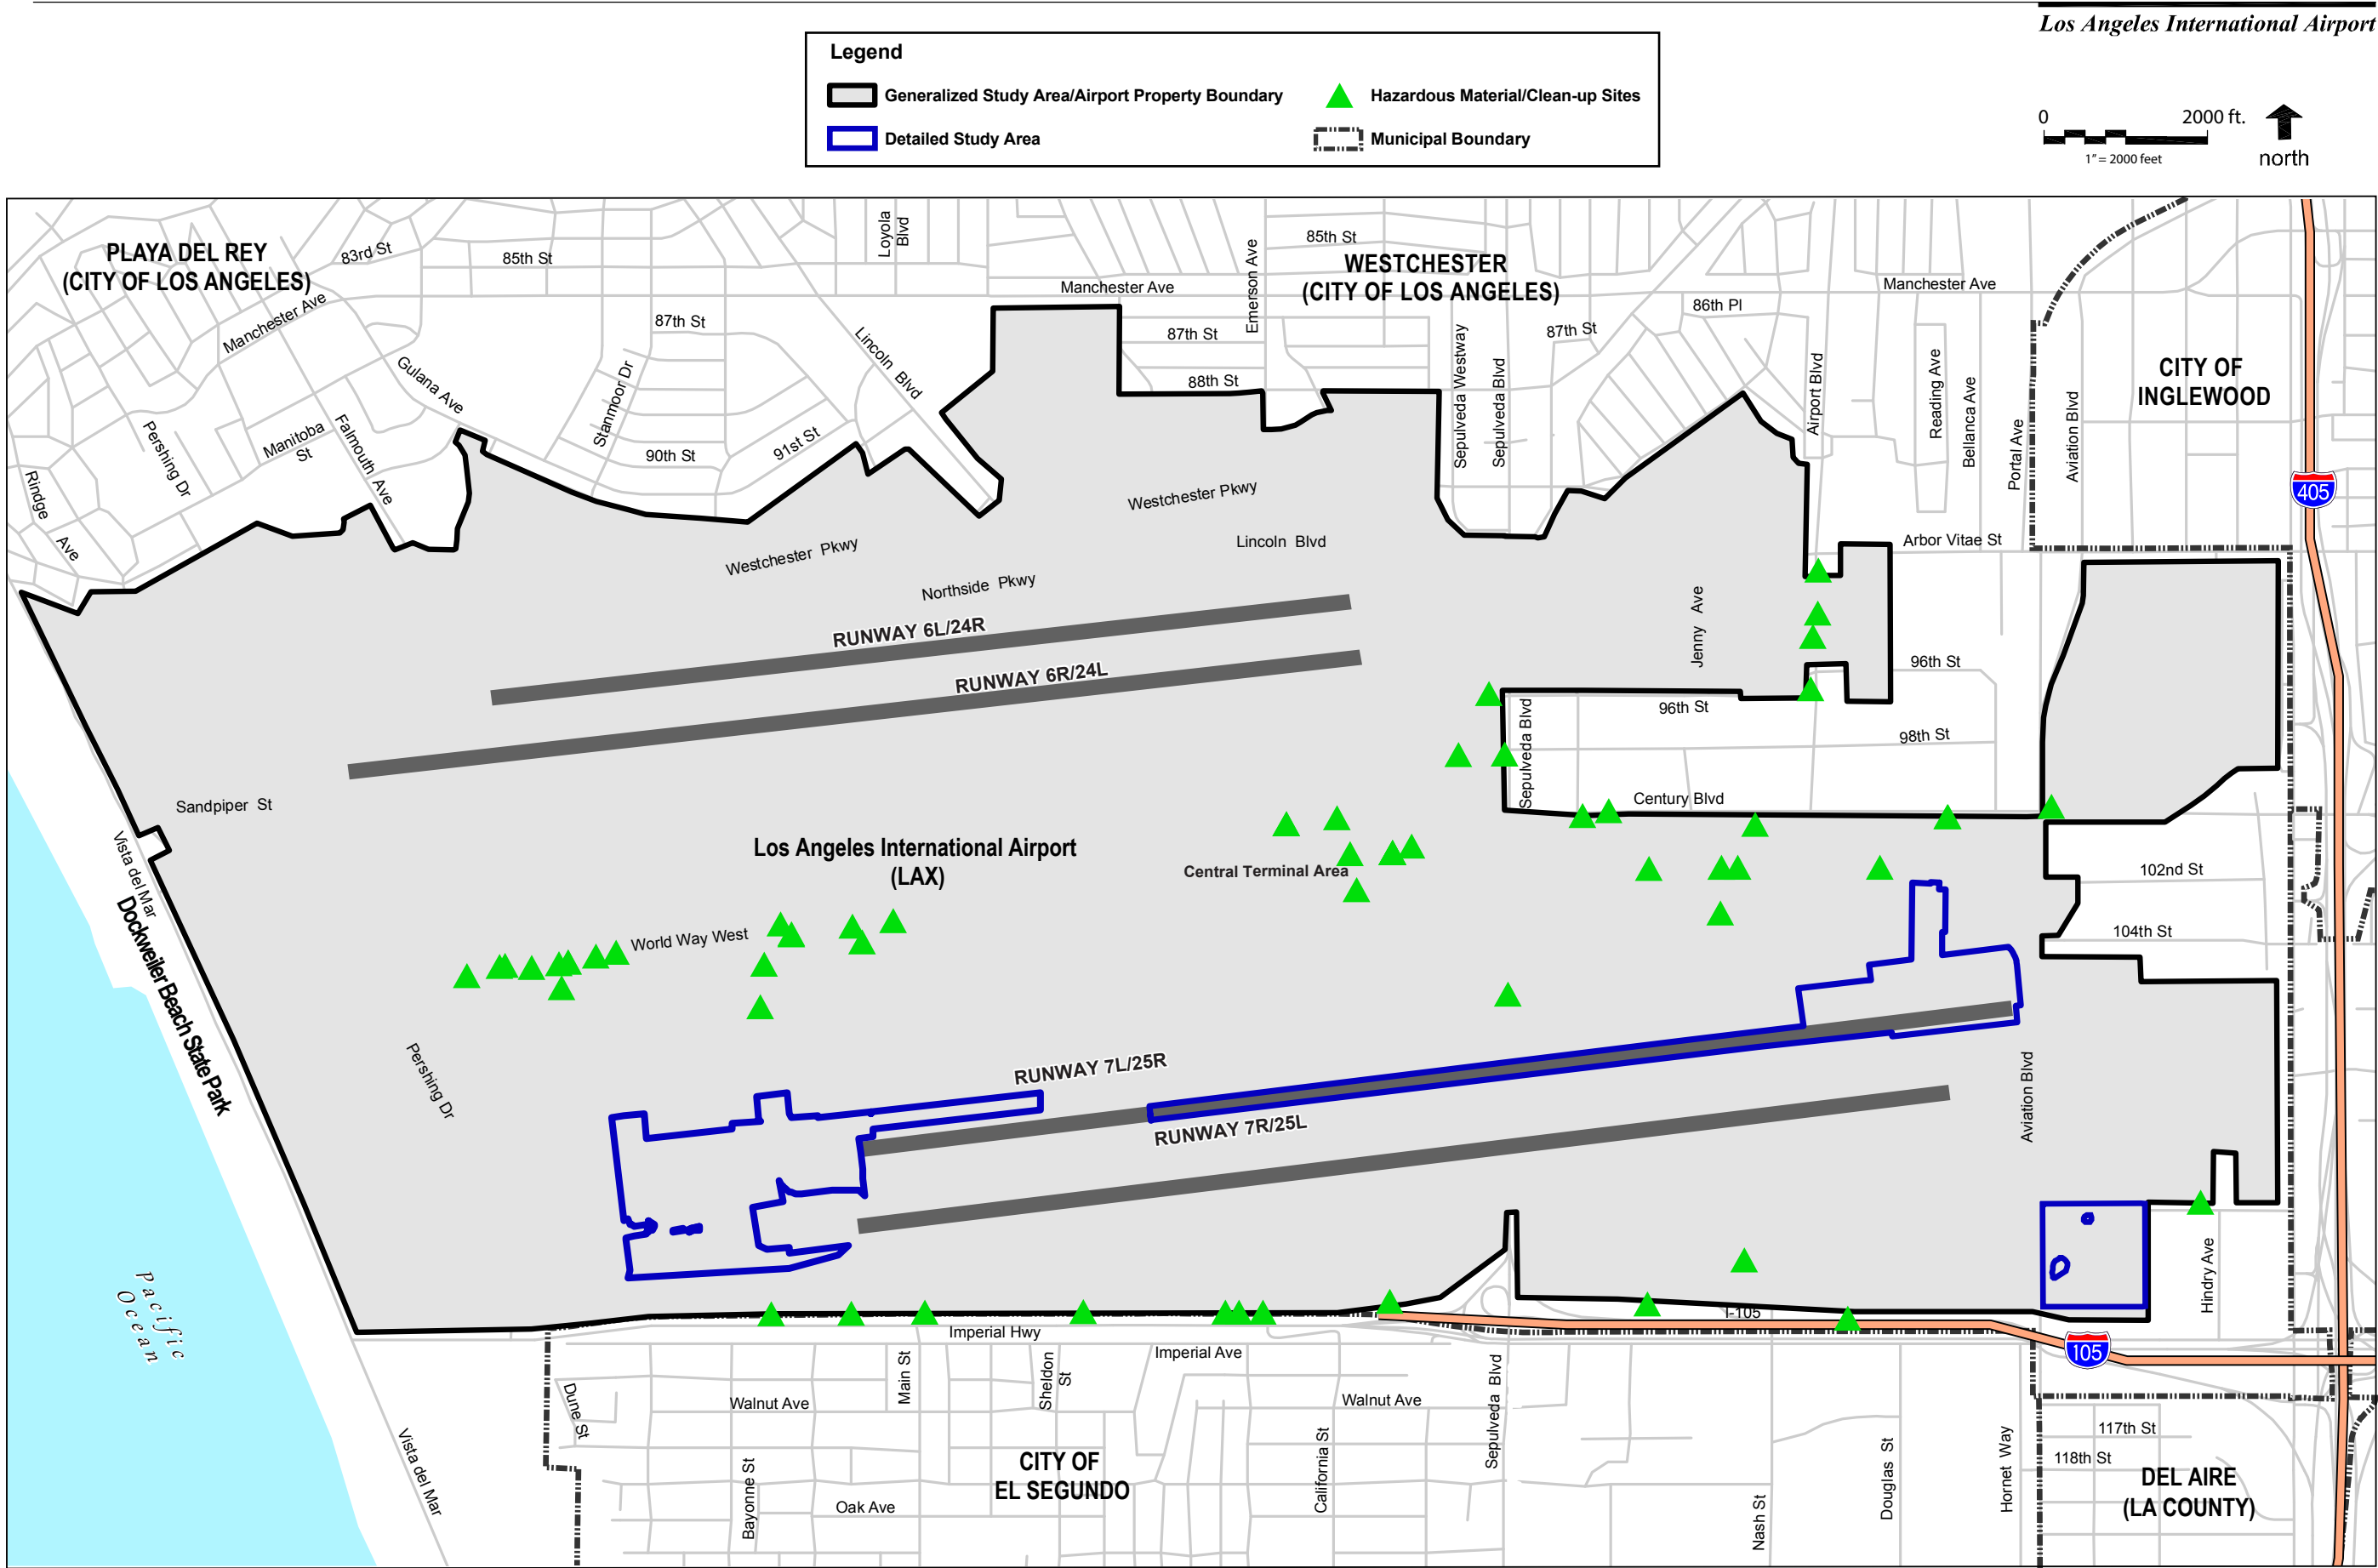 Los Angeles International Airport
Legend
Generalized Study Area/Airport Property Boundary
Hazardous Material/Clean-up Sites
Detailed Study Area
Municipal Boundary
0 2000 ft.
1" = 2000 feet
north
PLAYA DEL REY
(CITY OF LOS ANGELES)
83rd St
85th St
Loyola
Blvd
Emerson Ave
85th St
WESTCHESTER
(CITY OF LOS ANGELES)
Manchester Ave
Manchester Ave
Manchester Ave
87th St
Lincoln Blvd
87th St
88th St
Sepulveda Westway
Sepulveda Blvd
87th St
86th Pl
Airport Blvd
Reading Ave
Bellanca Ave
Portal Ave
Aviation Blvd
CITY OF
INGLEWOOD
405
Gulana Ave
Stanmoor Dr
Pershing Dr
Manitoba
St
Falmouth Ave
90th St
91st St
Rindge
Ave
Westchester Pkwy
Westchester Pkwy
Lincoln Blvd
Arbor Vitae St
Northside Pkwy
RUNWAY 6L/24R
RUNWAY 6R/24L
Jenny Ave
96th St
96th St
98th St
Sepulveda Blvd
Century Blvd
Sandpiper St
Vista del Mar
Dockweiler Beach State Park
Los Angeles International Airport
(LAX)
Central Terminal Area
102nd St
104th St
World Way West
Pershing Dr
RUNWAY 7L/25R
RUNWAY 7R/25L
Aviation Blvd
Hindry Ave
Pacific
Ocean
I-105
105
Imperial Hwy
Imperial Ave
Dune St
Walnut Ave
Main St
Sheldon
St
Walnut Ave
Sepulveda Blvd
California St
CITY OF
EL SEGUNDO
Bayonne St
Oak Ave
Vista del Mar
Nash St
Douglas St
Hornet Way
117th St
118th St
DEL AIRE
(LA COUNTY)